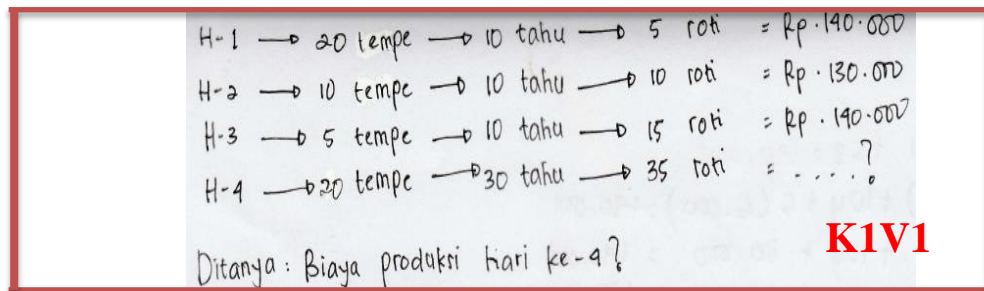 H-1 → 20 tempe → 10 tahu → 5 roti = Rp. 140.000
H-2 → 10 tempe → 10 tahu → 10 roti = Rp. 130.000
H-3 → 5 tempe → 10 tahu → 15 roti = Rp. 140.000
H-4 → 20 tempe → 30 tahu → 35 roti = .....?
K1V1
Ditanya : Biaya produksi hari ke-4?